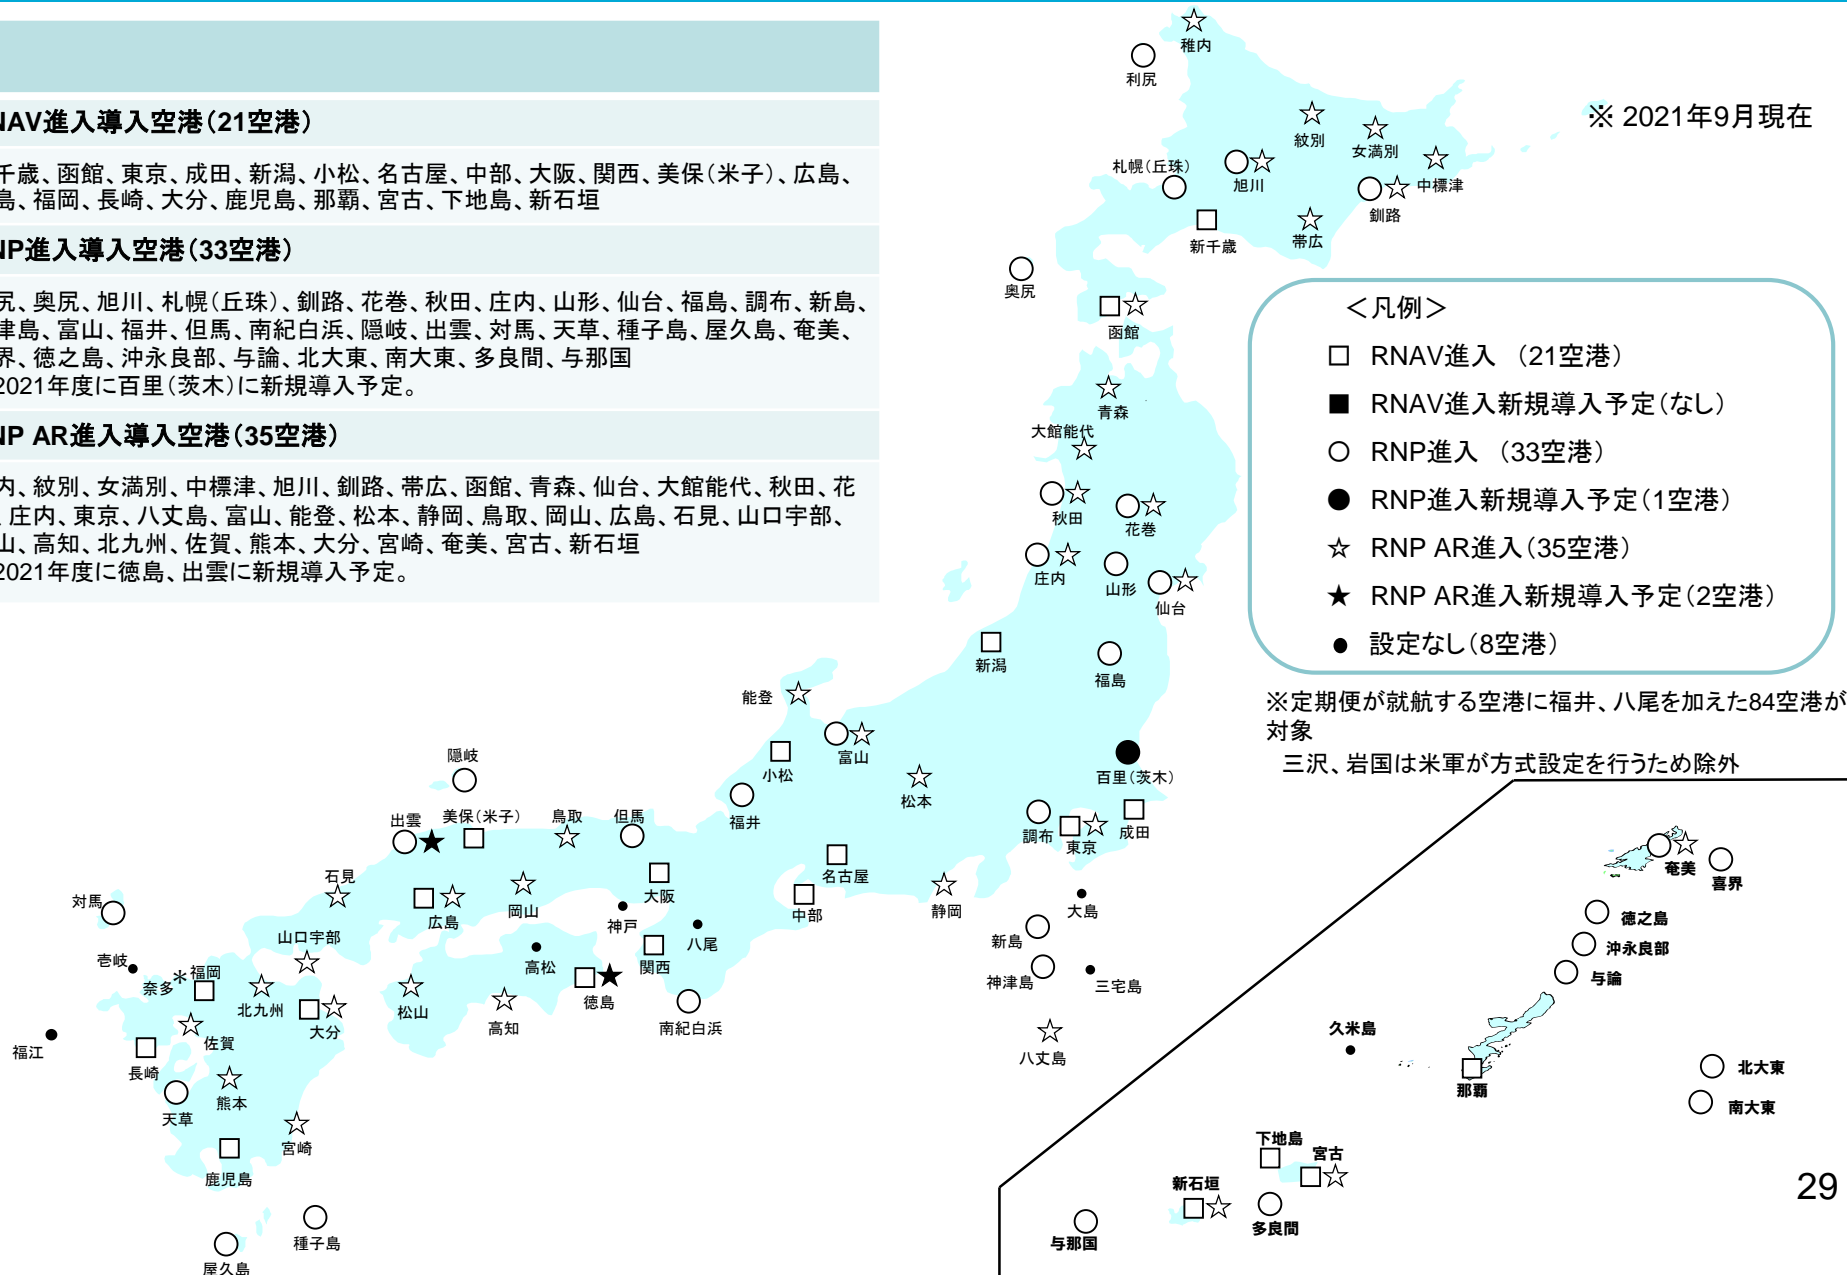 NAV進入導入空港（21空港）
千歳、函館、東京、成田、新潟、小松、名古屋、中部、大阪、関西、美保（米子）、広島、
島、福岡、長崎、大分、鹿児島、那覇、宮古、下地島、新石垣
NP進入導入空港（33空港）
尻、奥尻、旭川、札幌（丘珠）、釧路、花巻、秋田、庄内、山形、仙台、福島、調布、新島、
津島、富山、福井、但馬、南紀白浜、隠岐、出雲、対馬、天草、種子島、屋久島、奄美、
界、徳之島、沖永良部、与論、北大東、南大東、多良間、与那国
2021年度に百里（茨木）に新規導入予定。
NP AR進入導入空港（35空港）
内、紋別、女満別、中標津、旭川、釧路、帯広、函館、青森、仙台、大館能代、秋田、花
、庄内、東京、八丈島、富山、能登、松本、静岡、鳥取、岡山、広島、石見、山口宇部、
山、高知、北九州、佐賀、熊本、大分、宮崎、奄美、宮古、新石垣
2021年度に徳島、出雲に新規導入予定。
※ 2021年9月現在
稚内
利尻
紋別
女満別
中標津
札幌（丘珠）
旭川
釧路
新千歳
帯広
奥尻
函館
青森
大館能代
秋田
花巻
庄内
山形
仙台
新潟
福島
＜凡例＞
□ RNAV進入 （21空港）
■ RNAV進入新規導入予定（なし）
○ RNP進入 （33空港）
● RNP進入新規導入予定（1空港）
☆ RNP AR進入（35空港）
★ RNP AR進入新規導入予定（2空港）
● 設定なし（8空港）
※定期便が就航する空港に福井、八尾を加えた84空港が
対象
三沢、岩国は米軍が方式設定を行うため除外
能登
富山
小松
松本
百里（茨木）
福井
調布
東京
成田
隠岐
出雲
美保（米子）
鳥取
但馬
名古屋
石見
大阪
対馬
広島
岡山
神戸
八尾
中部
静岡
大島
山口宇部
新島
壱岐
高松
関西
神津島
三宅島
奈多
＊
福岡
北九州
大分
松山
高知
徳島
南紀白浜
佐賀
福江
八丈島
長崎
熊本
天草
宮崎
鹿児島
種子島
屋久島
奄美
喜界
徳之島
沖永良部
与論
久米島
那覇
北大東
南大東
下地島
宮古
新石垣
多良間
与那国
29